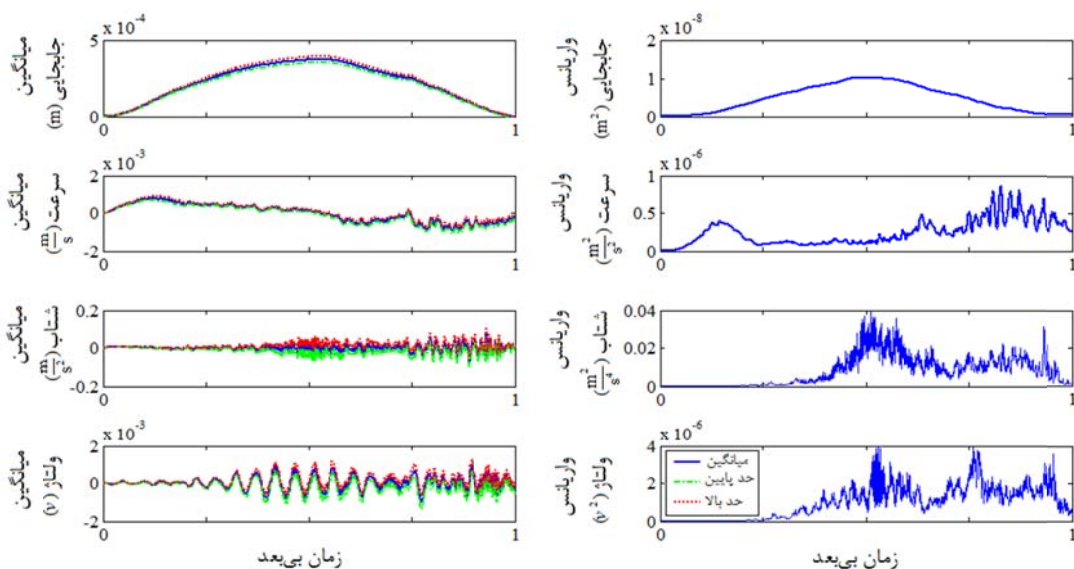 x 10⁻⁴
میانگین
جابجایی (m)
5
0
0
1
x 10⁻⁸
واریانس
جابجایی (m²)
2
1
0
0
1
x 10⁻³
میانگین
سرعت (m/s)
2
0
-2
0
1
x 10⁻⁶
واریانس
سرعت (m²/s²)
1
0.5
0
0
1
میانگین
شتاب (m/s²)
0.2
0
-0.2
0
1
واریانس
شتاب (m²/s⁴)
0.04
0.02
0
0
1
x 10⁻³
میانگین
ولتاژ (v)
2
0
-2
0
1
زمان بی‌بعد
x 10⁻⁶
واریانس
ولتاژ (v²)
4
2
0
0
1
میانگین
حد پایین
حد بالا
زمان بی‌بعد